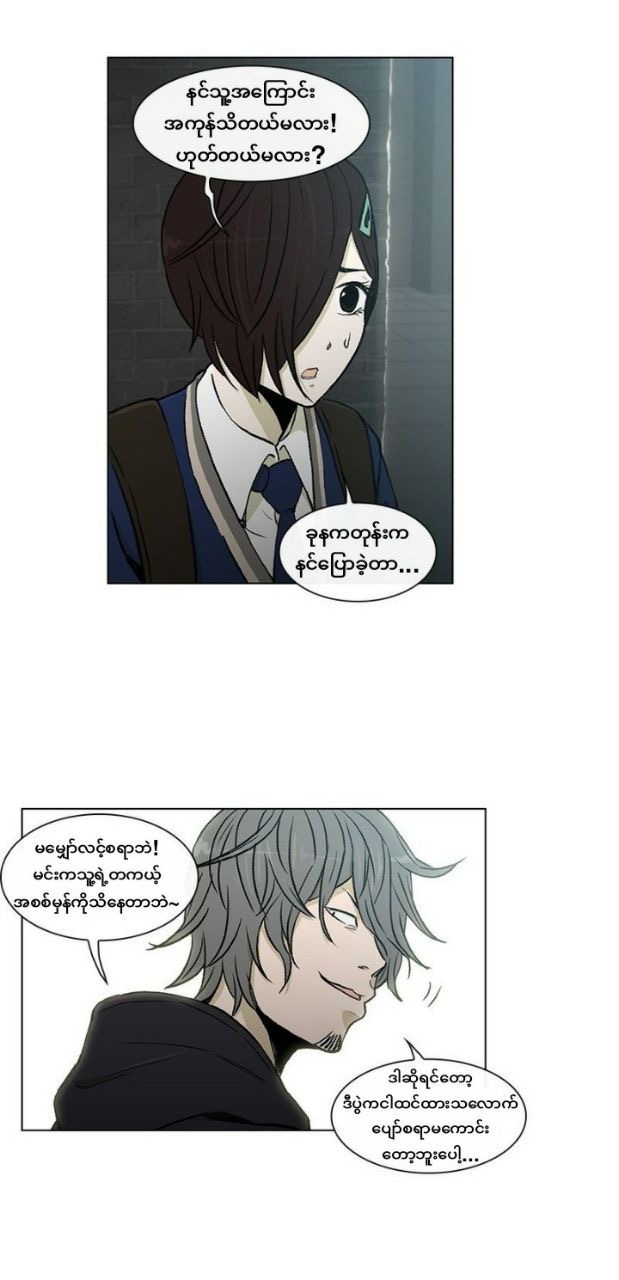 နင်သူ့အကြောင်း
အကုန်သိတယ်မလား!
ဟုတ်တယ်မလား?
ခုနကတုန်းက
နင်ပြောခဲ့တာ...
မမျှော်လင့်စရာဘဲ!
မင်းကသူ့ရဲ့တကယ့်
အစစ်မှန်ကိုသိနေတာဘဲ~
ဒါဆိုရင်တော့
ဒီပွဲကငါထင်ထားသလောက်
ပျော်စရာမကောင်း
တော့ဘူးပေါ့...